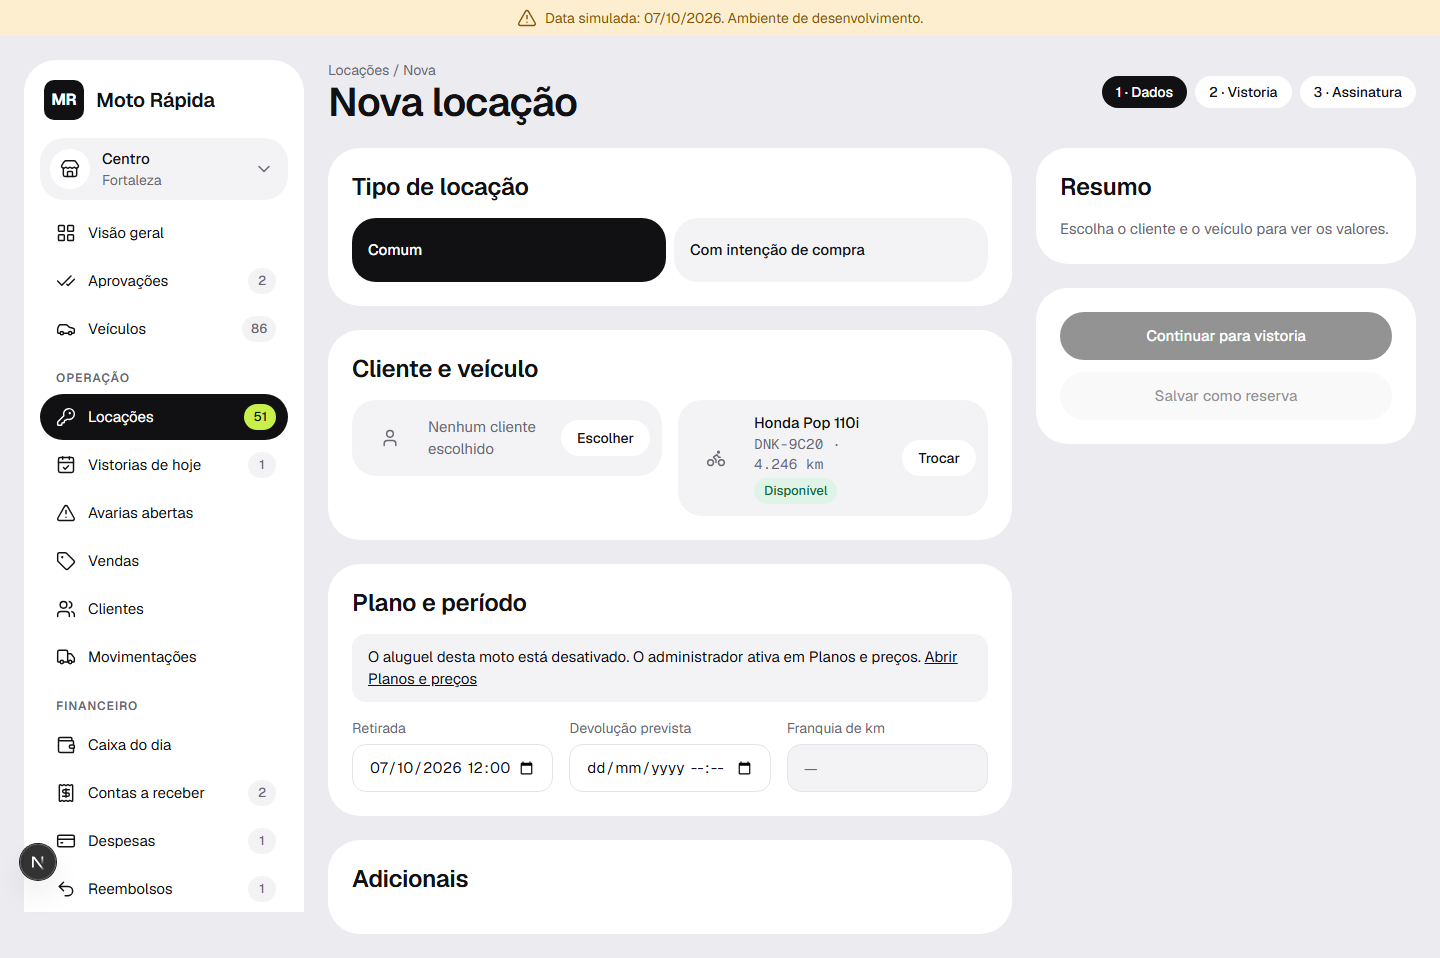 Data simulada: 07/10/2026. Ambiente de desenvolvimento.
MR
Moto Rápida
Centro
Fortaleza
Visão geral
Aprovações 2
Veículos 86
OPERAÇÃO
Locações 51
Vistorias de hoje 1
Avarias abertas
Vendas
Clientes
Movimentações
FINANCEIRO
Caixa do dia
Contas a receber 2
Despesas 1
N
Reembolsos 1
Locações / Nova
Nova locação
1 · Dados
2 · Vistoria
3 · Assinatura
Tipo de locação
Comum
Com intenção de compra
Cliente e veículo
Nenhum cliente
escolhido
Escolher
Honda Pop 110i
DNK-9C20 ·
4.246 km
Disponível
Trocar
Plano e período
O aluguel desta moto está desativado. O administrador ativa em Planos e preços. Abrir
Planos e preços
Retirada
07/10/2026 12:00
Devolução prevista
dd/mm/yyyy --:--
Franquia de km
—
Adicionais
Resumo
Escolha o cliente e o veículo para ver os valores.
Continuar para vistoria
Salvar como reserva